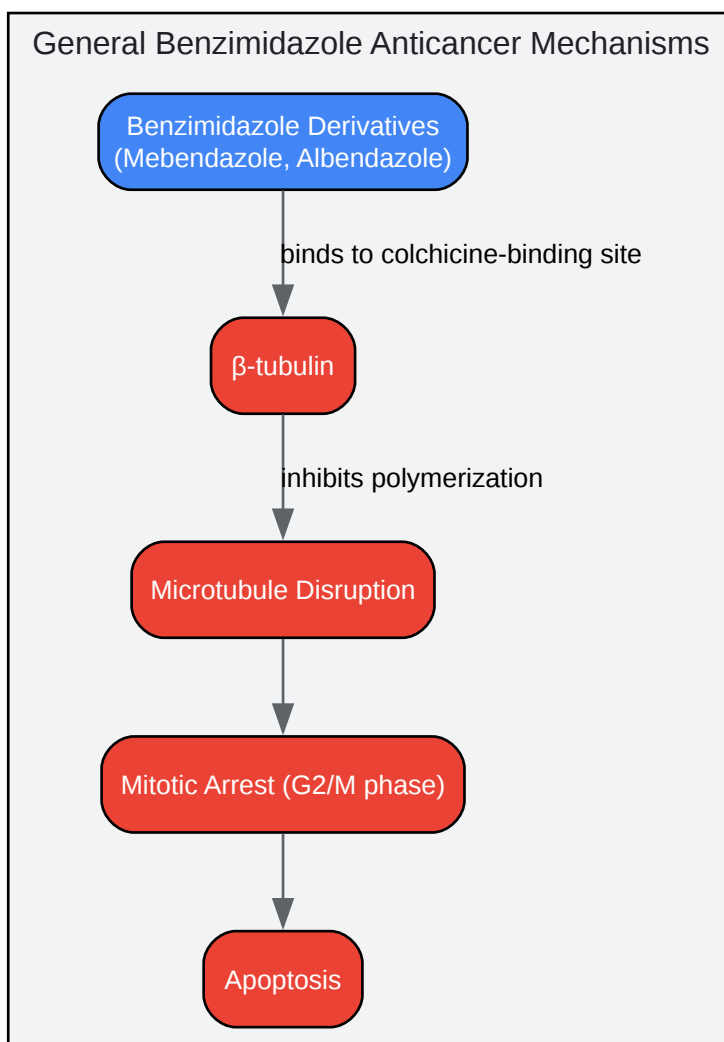 General Benzimidazole Anticancer Mechanisms
Benzimidazole Derivatives
(Mebendazole, Albendazole)
binds to colchicine-binding site
β-tubulin
inhibits polymerization
Microtubule Disruption
Mitotic Arrest (G2/M phase)
Apoptosis